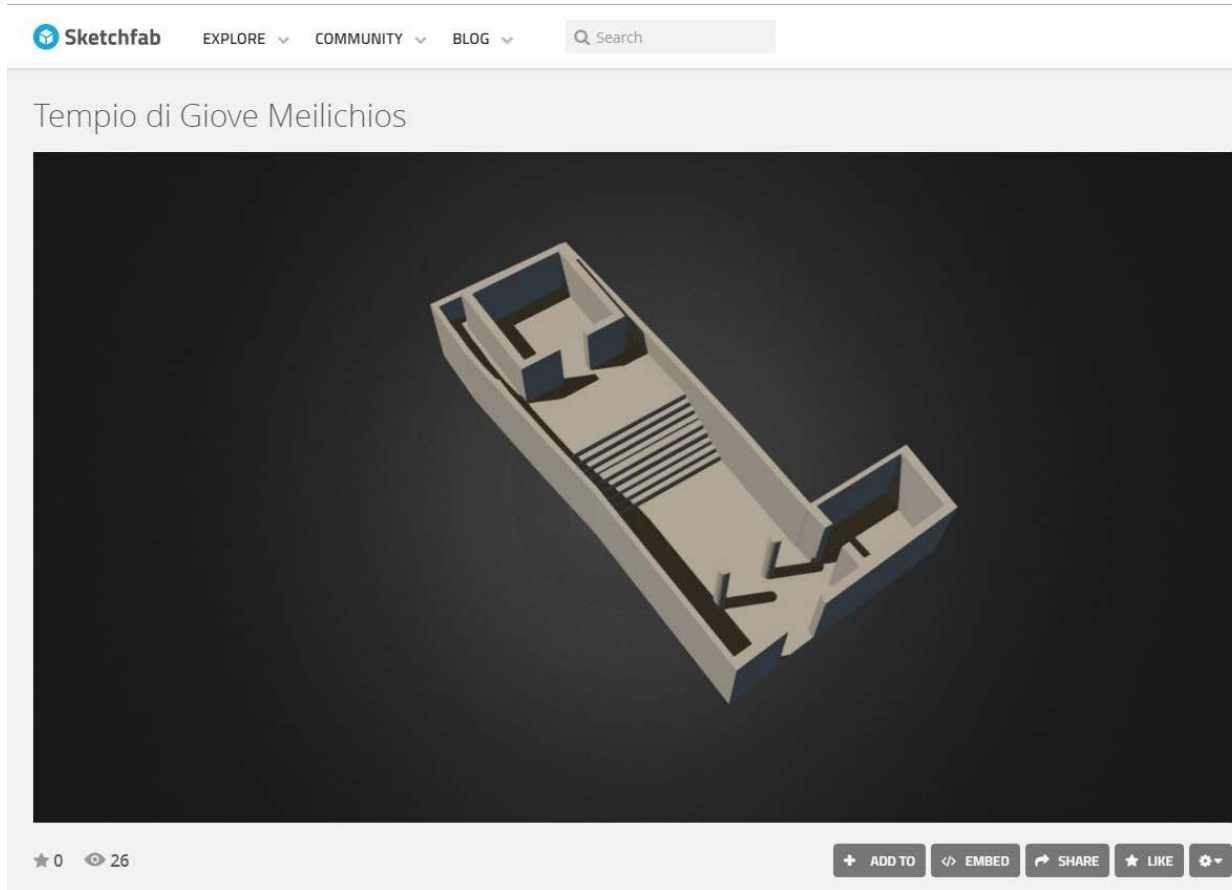 Sketchfab EXPLORE COMMUNITY BLOG Search
Tempio di Giove Meilichios
0 26 ADD TO EMBED SHARE LIKE